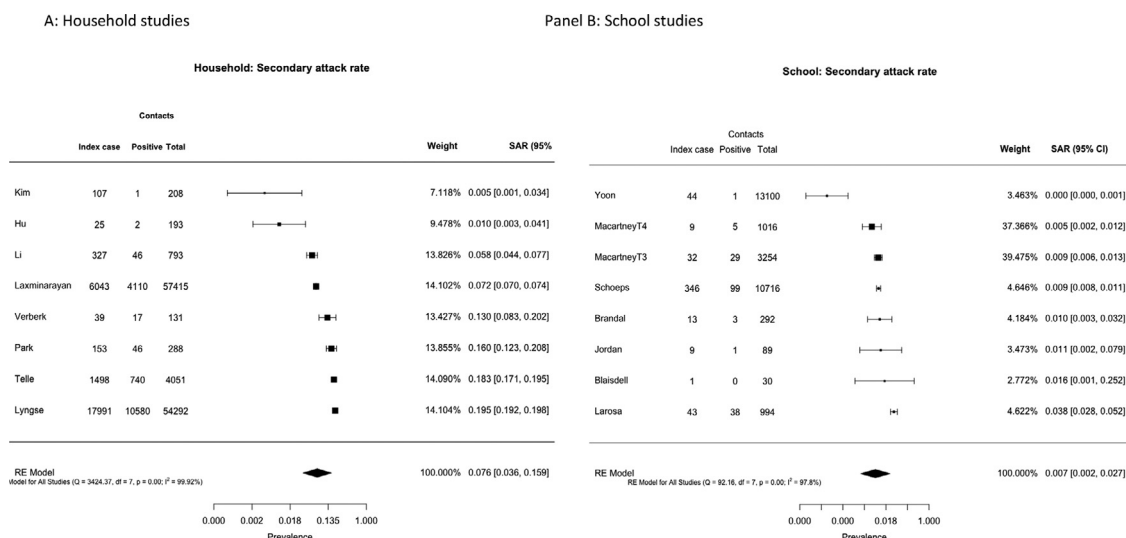 A: Household studies
Household: Secondary attack rate
Contacts
Index case Positive Total Weight SAR (95%
Kim 107 1 208 7.118% 0.005 [0.001, 0.034]
Hu 25 2 193 9.478% 0.010 [0.003, 0.041]
Li 327 46 793 13.826% 0.058 [0.044, 0.077]
Laxminarayan 6043 4110 57415 14.102% 0.072 [0.070, 0.074]
Verberk 39 17 131 13.427% 0.130 [0.083, 0.202]
Park 153 46 288 13.855% 0.160 [0.123, 0.208]
Telle 1498 740 4051 14.090% 0.183 [0.171, 0.195]
Lyngse 17991 10580 54292 14.104% 0.195 [0.192, 0.198]
RE Model 100.000% 0.076 [0.036, 0.159]
Model for All Studies (Q = 3424.37, df = 7, p = 0.00; I² = 99.92%)
0.000 0.002 0.018 0.135 1.000
Prevalence
Panel B: School studies
School: Secondary attack rate
Contacts
Index case Positive Total Weight SAR (95% CI)
Yoon 44 1 13100 3.463% 0.000 [0.000, 0.001]
MacartneyT4 9 5 1016 37.366% 0.005 [0.002, 0.012]
MacartneyT3 32 29 3254 39.475% 0.009 [0.006, 0.013]
Schoeps 346 99 10716 4.646% 0.009 [0.008, 0.011]
Brandal 13 3 292 4.184% 0.010 [0.003, 0.032]
Jordan 9 1 89 3.473% 0.011 [0.002, 0.079]
Blaisdell 1 0 30 2.772% 0.016 [0.001, 0.252]
Larosa 43 38 994 4.622% 0.038 [0.028, 0.052]
RE Model 100.000% 0.007 [0.002, 0.027]
RE Model for All Studies (Q = 92.16, df = 7, p = 0.00; I² = 97.8%)
0.000 0.000 0.018 1.000
Prevalence